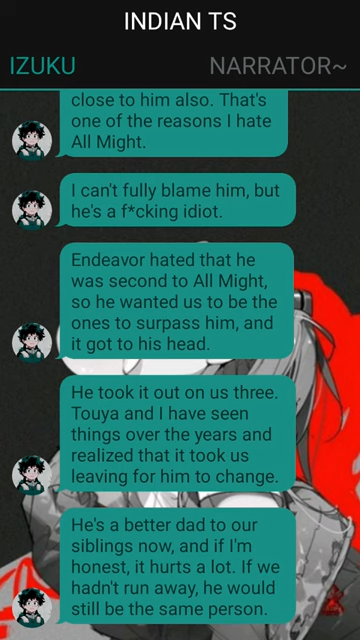 INDIAN TS
IZUKU
NARRATOR~
close to him also. That's
one of the reasons I hate
All Might.
I can't fully blame him, but
he's a f*cking idiot.
Endeavor hated that he
was second to All Might,
so he wanted us to be the
ones to surpass him, and
it got to his head.
He took it out on us three.
Touya and I have seen
things over the years and
realized that it took us
leaving for him to change.
He's a better dad to our
siblings now, and if I'm
honest, it hurts a lot. If we
hadn't run away, he would
still be the same person.